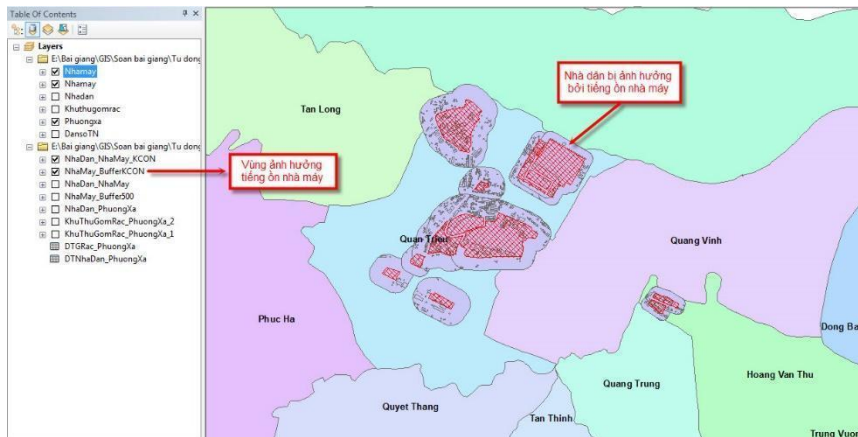 Table Of Contents
Layers
E:\Bai giang\GIS\Soan bai giang\Tu dong
Nhamay
Nhamay
Nhadan
Khuthugomrac
Phuongxa
DansoTN
E:\Bai giang\GIS\Soan bai giang\Tu dong
NhaDan_NhaMay_KCON
NhaMay_BufferKCON
NhaDan_NhaMay
NhaMay_Buffer500
NhaDan_PhuongXa
KhuThuGomRac_PhuongXa_2
KhuThuGomRac_PhuongXa_1
DTGRac_PhuongXa
DTNhaDan_PhuongXa
Vùng ảnh hưởng
tiếng ồn nhà máy
Nhà dân bị ảnh hưởng
bởi tiếng ồn nhà máy
Tan Long
Quan Trieu
Quang Vinh
Phuc Ha
Dong Ba
Hoang Van Thu
Quang Trung
Quyet Thang
Tan Thinh
Trung Vuon